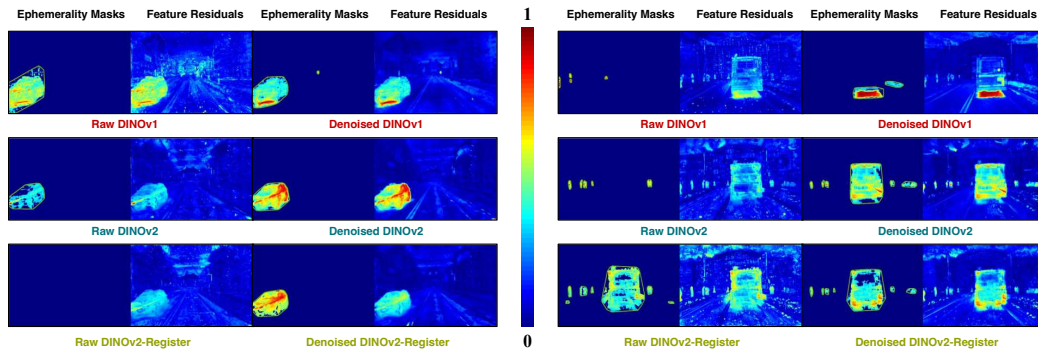 Ephemerality Masks Feature Residuals Ephemerality Masks Feature Residuals
Raw DINOv1 Denoised DINOv1
Raw DINOv2 Denoised DINOv2
Raw DINOv2-Register Denoised DINOv2-Register
1
0
Ephemerality Masks Feature Residuals Ephemerality Masks Feature Residuals
Raw DINOv1 Denoised DINOv1
Raw DINOv2 Denoised DINOv2
Raw DINOv2-Register Denoised DINOv2-Register